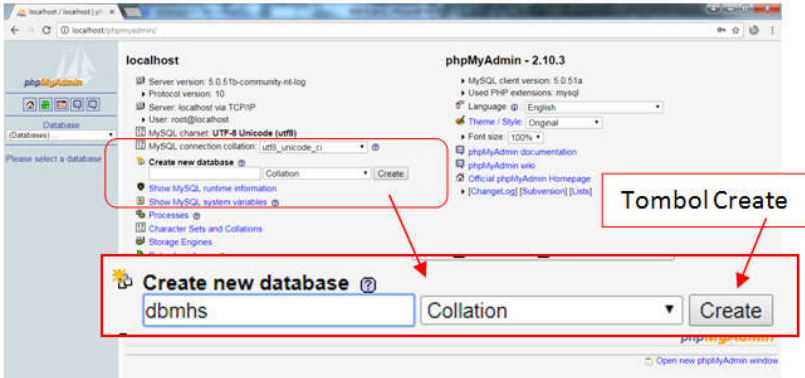 localhost / localhost | ph
localhost/phpmyadmin/
phpMyAdmin
Database
(Databases) ...
Please select a database
localhost
Server version: 5.0.51b-community-nt-log
Protocol version: 10
Server: localhost via TCP/IP
User: root@localhost
MySQL charset: UTF-8 Unicode (utf8)
MySQL connection collation: utf8_unicode_ci
Create new database
Collation Create
Show MySQL runtime information
Show MySQL system variables
Processes
Character Sets and Collations
Storage Engines
phpMyAdmin - 2.10.3
MySQL client version: 5.0.51a
Used PHP extensions: mysql
Language English
Theme / Style: Original
Font size: 100%
phpMyAdmin documentation
phpMyAdmin wiki
Official phpMyAdmin Homepage
[ChangeLog] [Subversion] [Lists]
Tombol Create
Create new database ?
dbmhs Collation Create
phpMyAdmin
Open new phpMyAdmin window